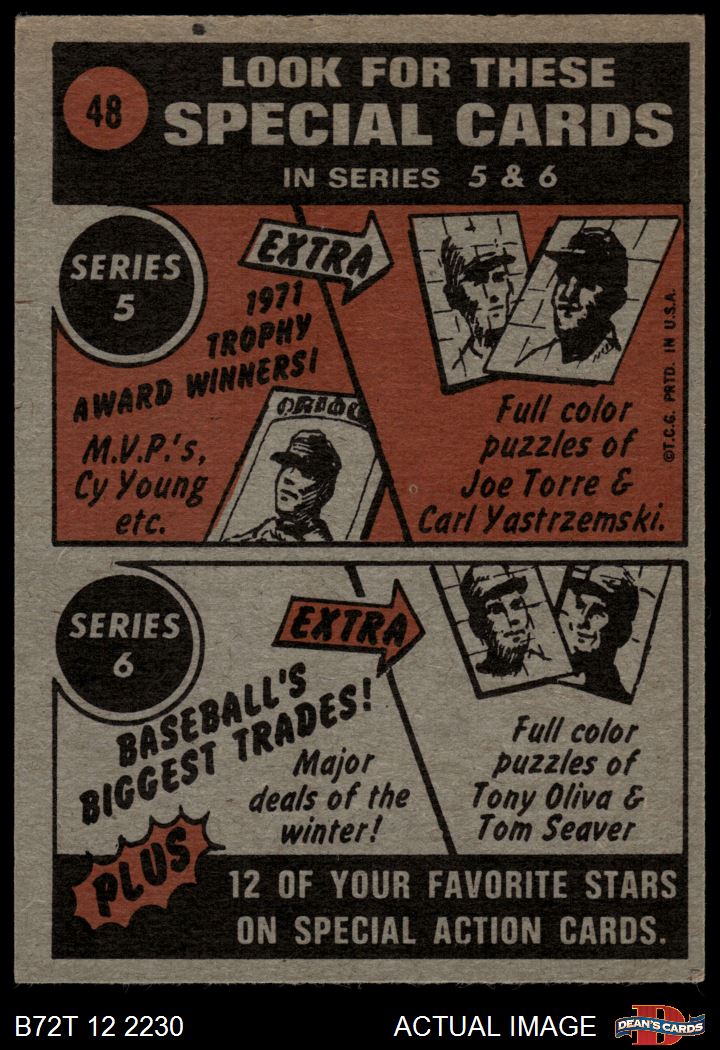 48
LOOK FOR THESE
SPECIAL CARDS
IN SERIES 5 & 6
SERIES
5
EXTRA
1971
TROPHY
AWARD WINNERS!
M.V.P.'s,
Cy Young
etc.
Full color
puzzles of
Joe Torre &
Carl Yastrzemski.
©T.C.G. PRTD. IN U.S.A.
SERIES
6
EXTRA
BASEBALL'S
BIGGEST TRADES!
Major
deals of the
winter!
Full color
puzzles of
Tony Oliva &
Tom Seaver
PLUS
12 OF YOUR FAVORITE STARS
ON SPECIAL ACTION CARDS.
B72T 12 2230
ACTUAL IMAGE
DEAN'S CARDS